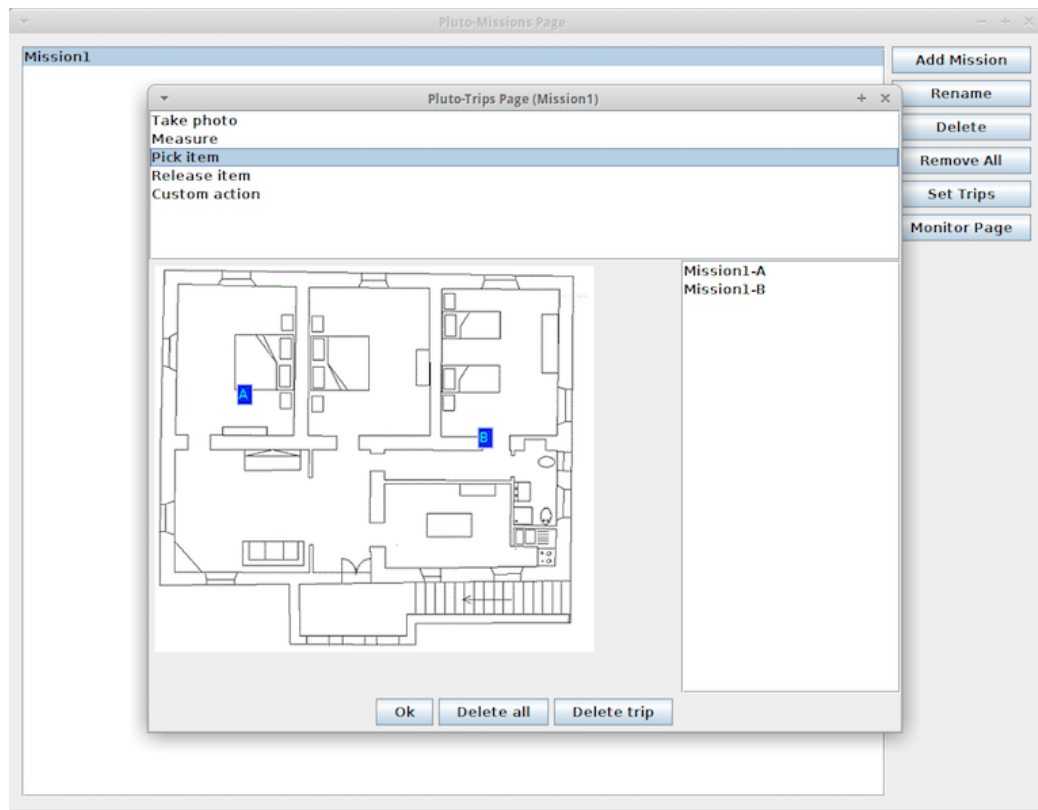 Pluto-Missions Page
Mission1
Add Mission
Rename
Delete
Remove All
Set Trips
Monitor Page
Pluto-Trips Page (Mission1)
Take photo
Measure
Pick item
Release item
Custom action
A
B
Mission1-A
Mission1-B
Ok
Delete all
Delete trip